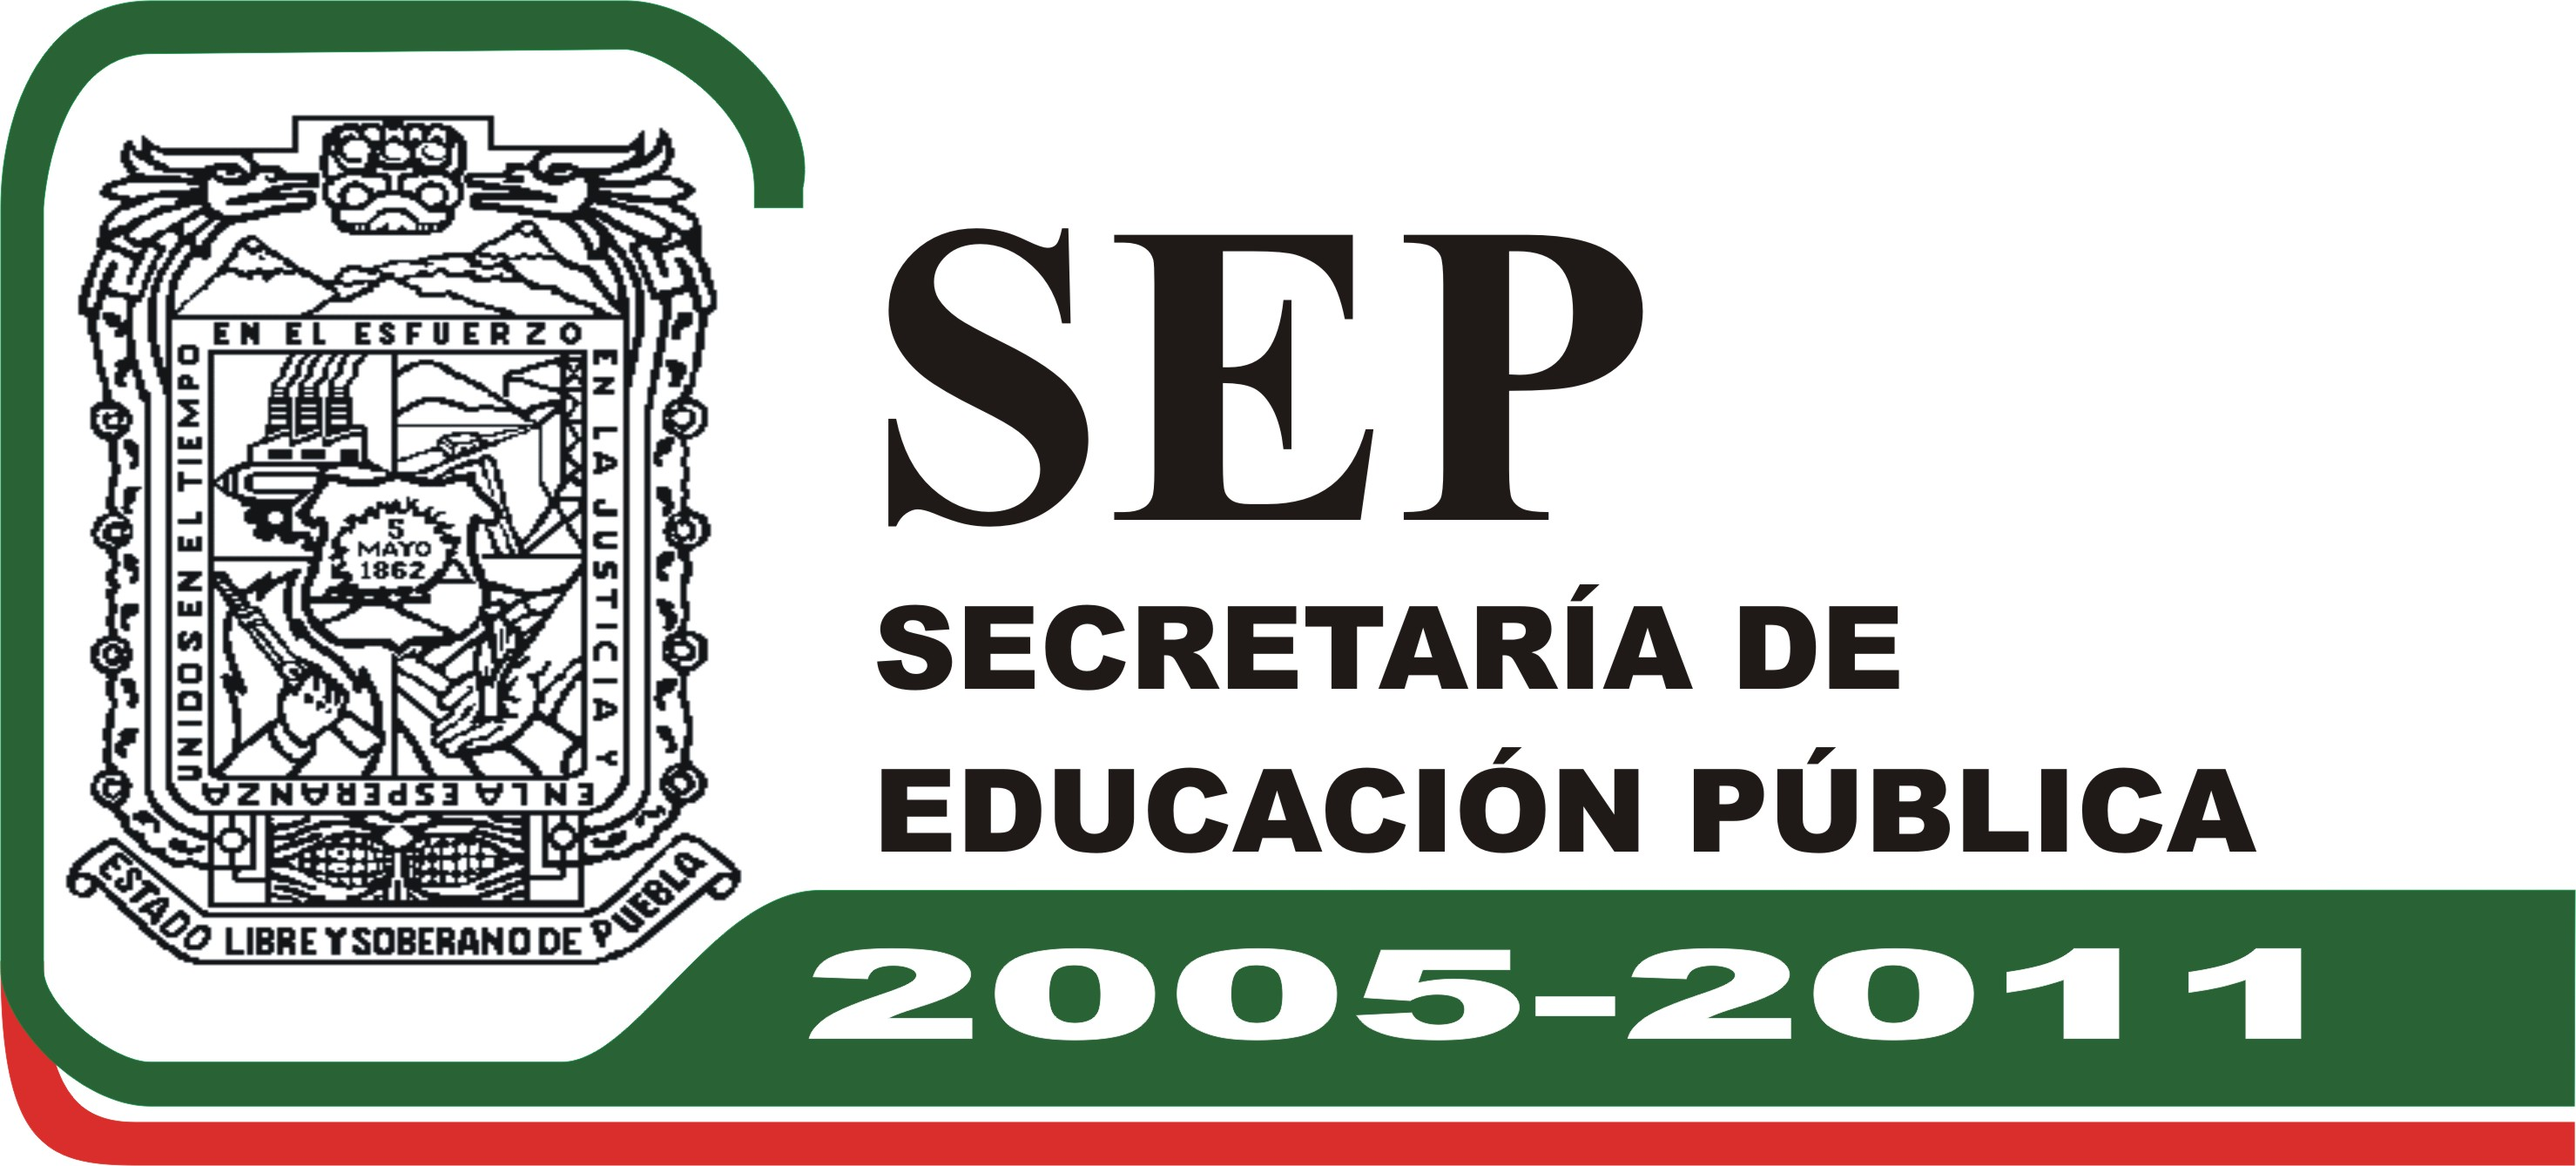 EN EL ESFUERZO
EN LA JUSTICIA Y
EN LA ESPERANZA
UNIDOS EN EL TIEMPO
5
MAYO
1862
ESTADO LIBRE Y SOBERANO DE PUEBLA
SEP
SECRETARÍA DE
EDUCACIÓN PÚBLICA
2005-2011